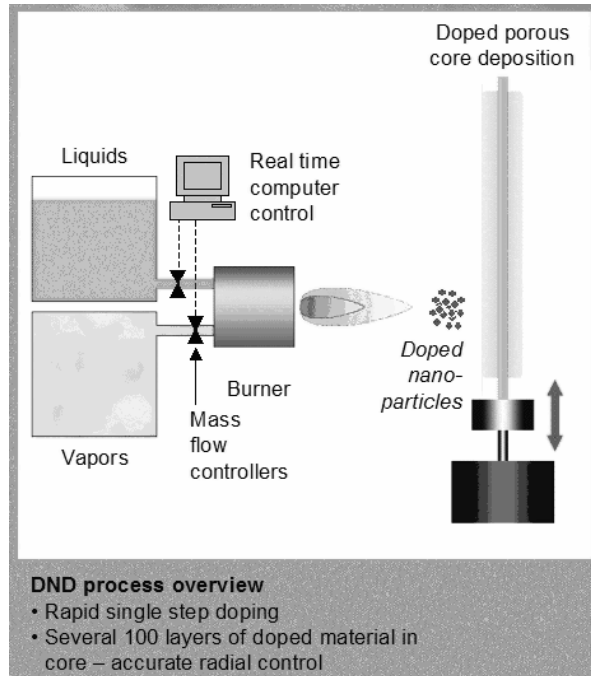 Doped porous
core deposition
Liquids
Real time
computer
control
Burner
Doped
nano-
particles
Mass
flow
controllers
Vapors
DND process overview
• Rapid single step doping
• Several 100 layers of doped material in
core – accurate radial control